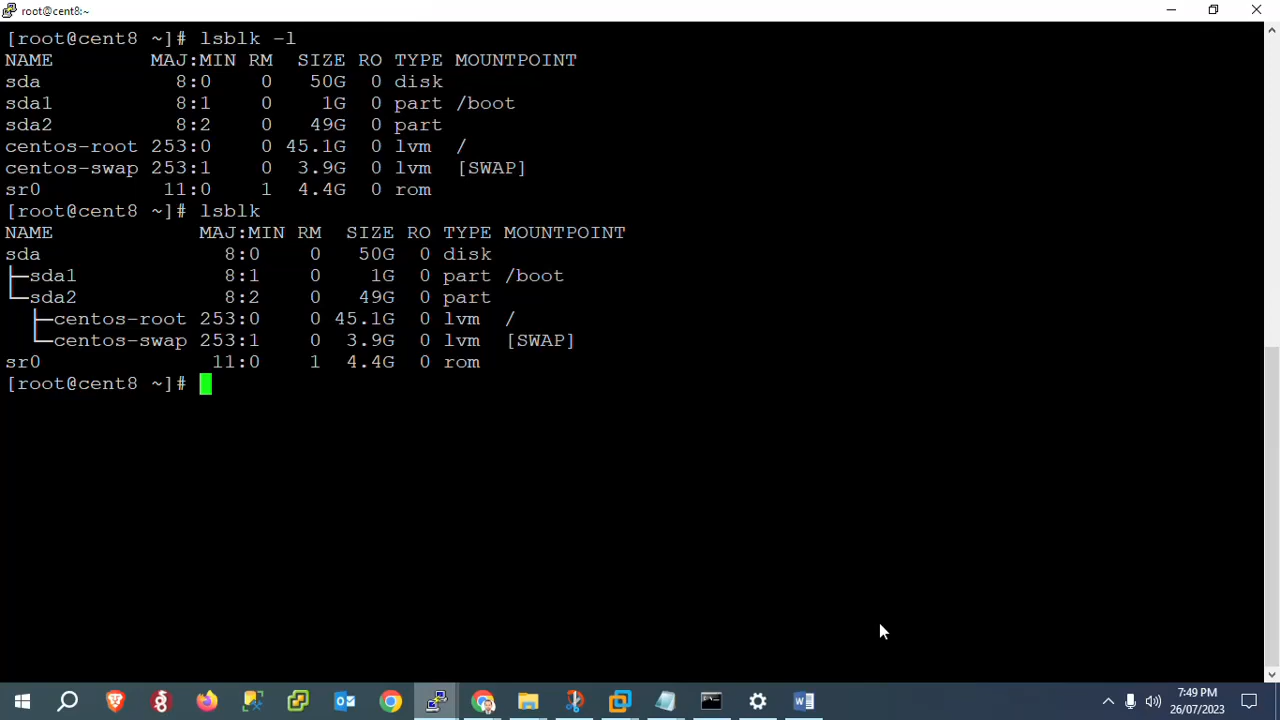 root@cent8:~
[root@cent8 ~]# lsblk -l
NAME        MAJ:MIN RM  SIZE RO TYPE MOUNTPOINT
sda           8:0    0   50G  0 disk
sda1          8:1    0    1G  0 part /boot
sda2          8:2    0   49G  0 part
centos-root 253:0    0 45.1G  0 lvm  /
centos-swap 253:1    0  3.9G  0 lvm  [SWAP]
sr0          11:0    1  4.4G  0 rom
[root@cent8 ~]# lsblk
NAME            MAJ:MIN RM  SIZE RO TYPE MOUNTPOINT
sda               8:0    0   50G  0 disk
├─sda1            8:1    0    1G  0 part /boot
└─sda2            8:2    0   49G  0 part
  ├─centos-root 253:0    0 45.1G  0 lvm  /
  └─centos-swap 253:1    0  3.9G  0 lvm  [SWAP]
sr0              11:0    1  4.4G  0 rom
[root@cent8 ~]#
7:49 PM
26/07/2023